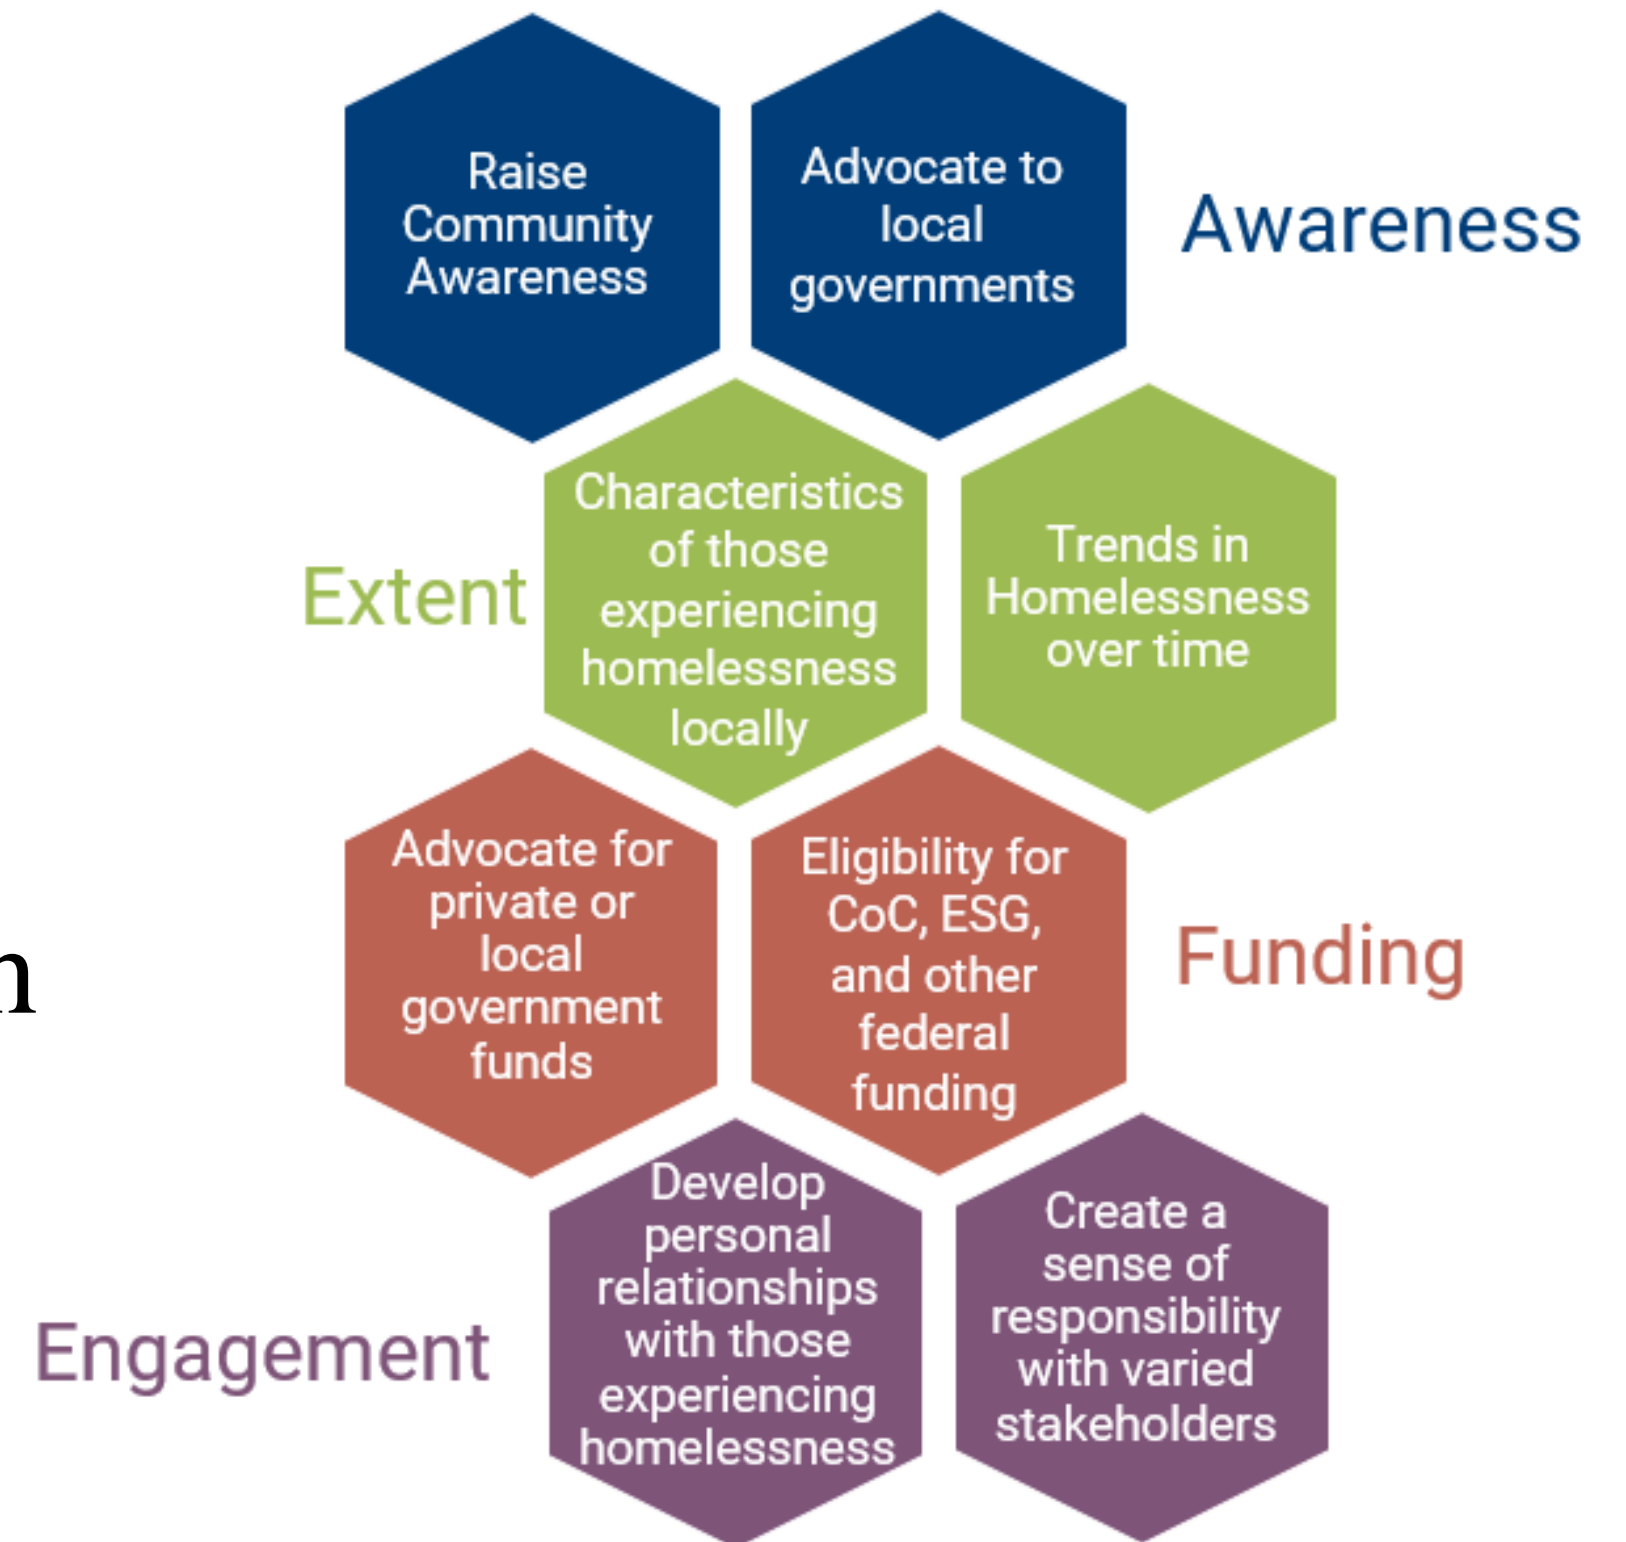 Raise
Community
Awareness
Advocate to
local
governments
Awareness
Extent
Characteristics
of those
experiencing
homelessness
locally
Trends in
Homelessness
over time
n
Advocate for
private or
local
government
funds
Eligibility for
CoC, ESG,
and other
federal
funding
Funding
Engagement
Develop
personal
relationships
with those
experiencing
homelessness
Create a
sense of
responsibility
with varied
stakeholders